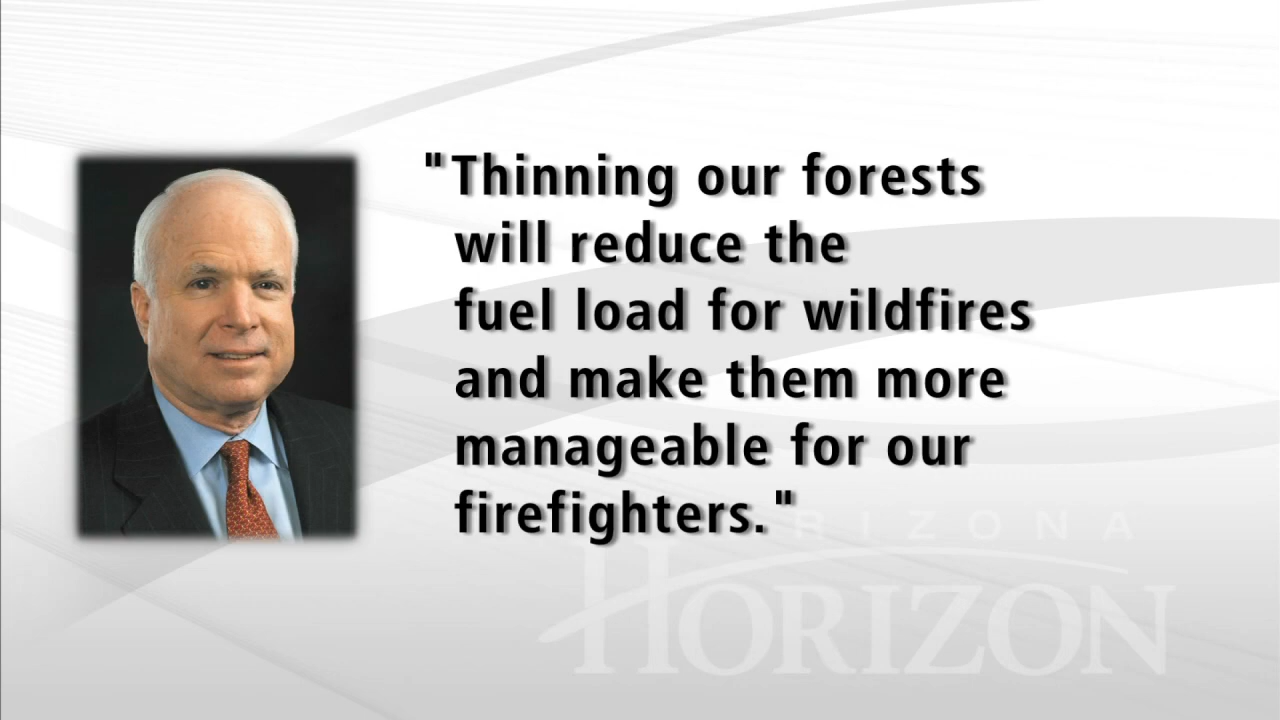 "Thinning our forests
will reduce the
fuel load for wildfires
and make them more
manageable for our
firefighters."
RIZONA
HORIZON